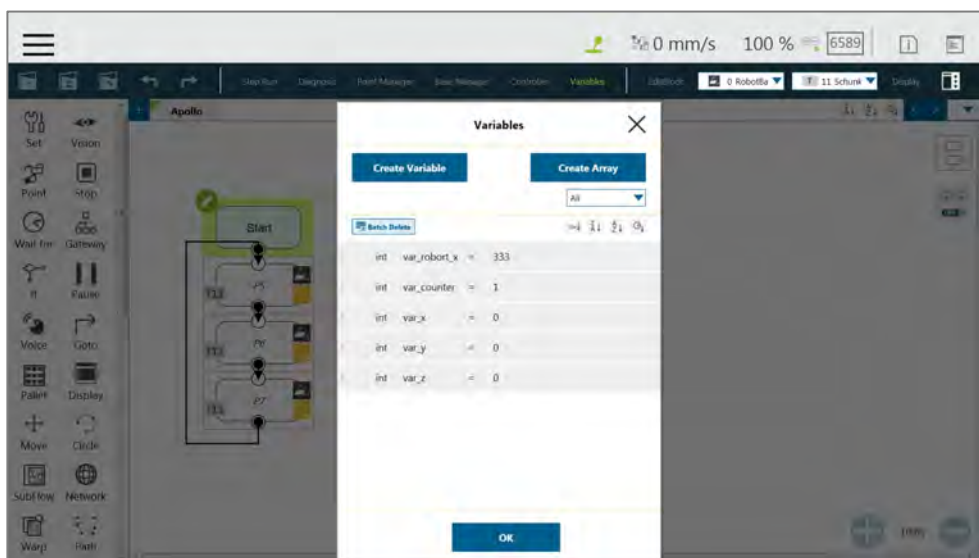 0 mm/s 100 % 6589
Step Run Diagnosis Point Manager Base Manager Controller Variables EditBlock 0 RobotBa T 11 Schunk Display
Apollo
Set Vision
Point Stop
Wait for Gateway
If Pause
Voice Goto
Pallet Display
Move Circle
SubFlow Network
Warp Path
Start
P5
P6
P7
Variables
Create Variable Create Array
All
Batch Delete
int var_robort_x = 333
int var_counter = 1
int var_x = 0
int var_y = 0
int var_z = 0
OK